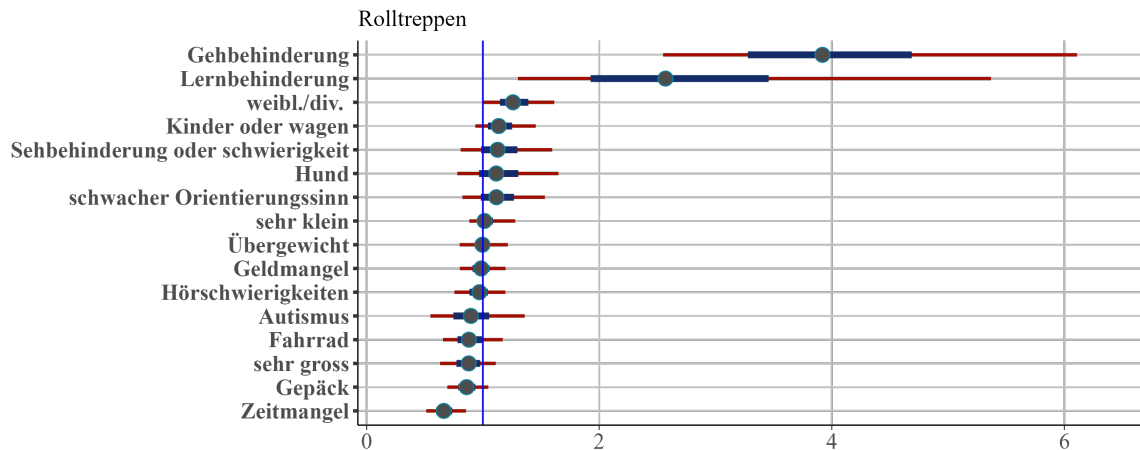 Rolltreppen
Gehbehinderung
Lernbehinderung
weibl./div.
Kinder oder wagen
Sehbehinderung oder schwierigkeit
Hund
schwacher Orientierungssinn
sehr klein
Übergewicht
Geldmangel
Hörschwierigkeiten
Autismus
Fahrrad
sehr gross
Gepäck
Zeitmangel
0 2 4 6